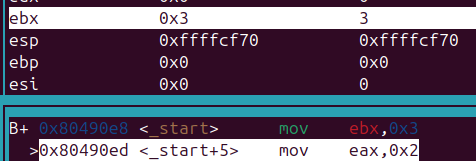 ebx 0x3 3
esp 0xffffcf70 0xffffcf70
ebp 0x0 0x0
esi 0x0 0
B+ 0x80490e8 <_start> mov ebx,0x3
>0x80490ed <_start+5> mov eax,0x2